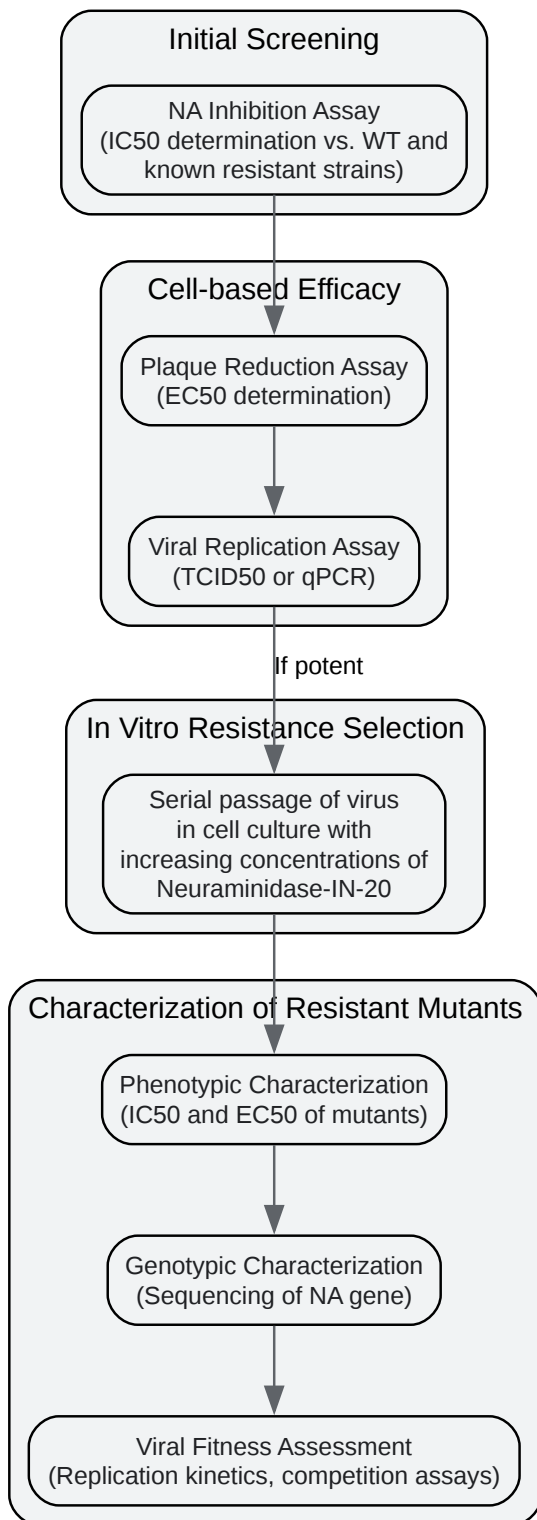 Initial Screening
NA Inhibition Assay
(IC50 determination vs. WT and
known resistant strains)
Cell-based Efficacy
Plaque Reduction Assay
(EC50 determination)
Viral Replication Assay
(TCID50 or qPCR)
If potent
In Vitro Resistance Selection
Serial passage of virus
in cell culture with
increasing concentrations of
Neuraminidase-IN-20
Characterization of Resistant Mutants
Phenotypic Characterization
(IC50 and EC50 of mutants)
Genotypic Characterization
(Sequencing of NA gene)
Viral Fitness Assessment
(Replication kinetics, competition assays)